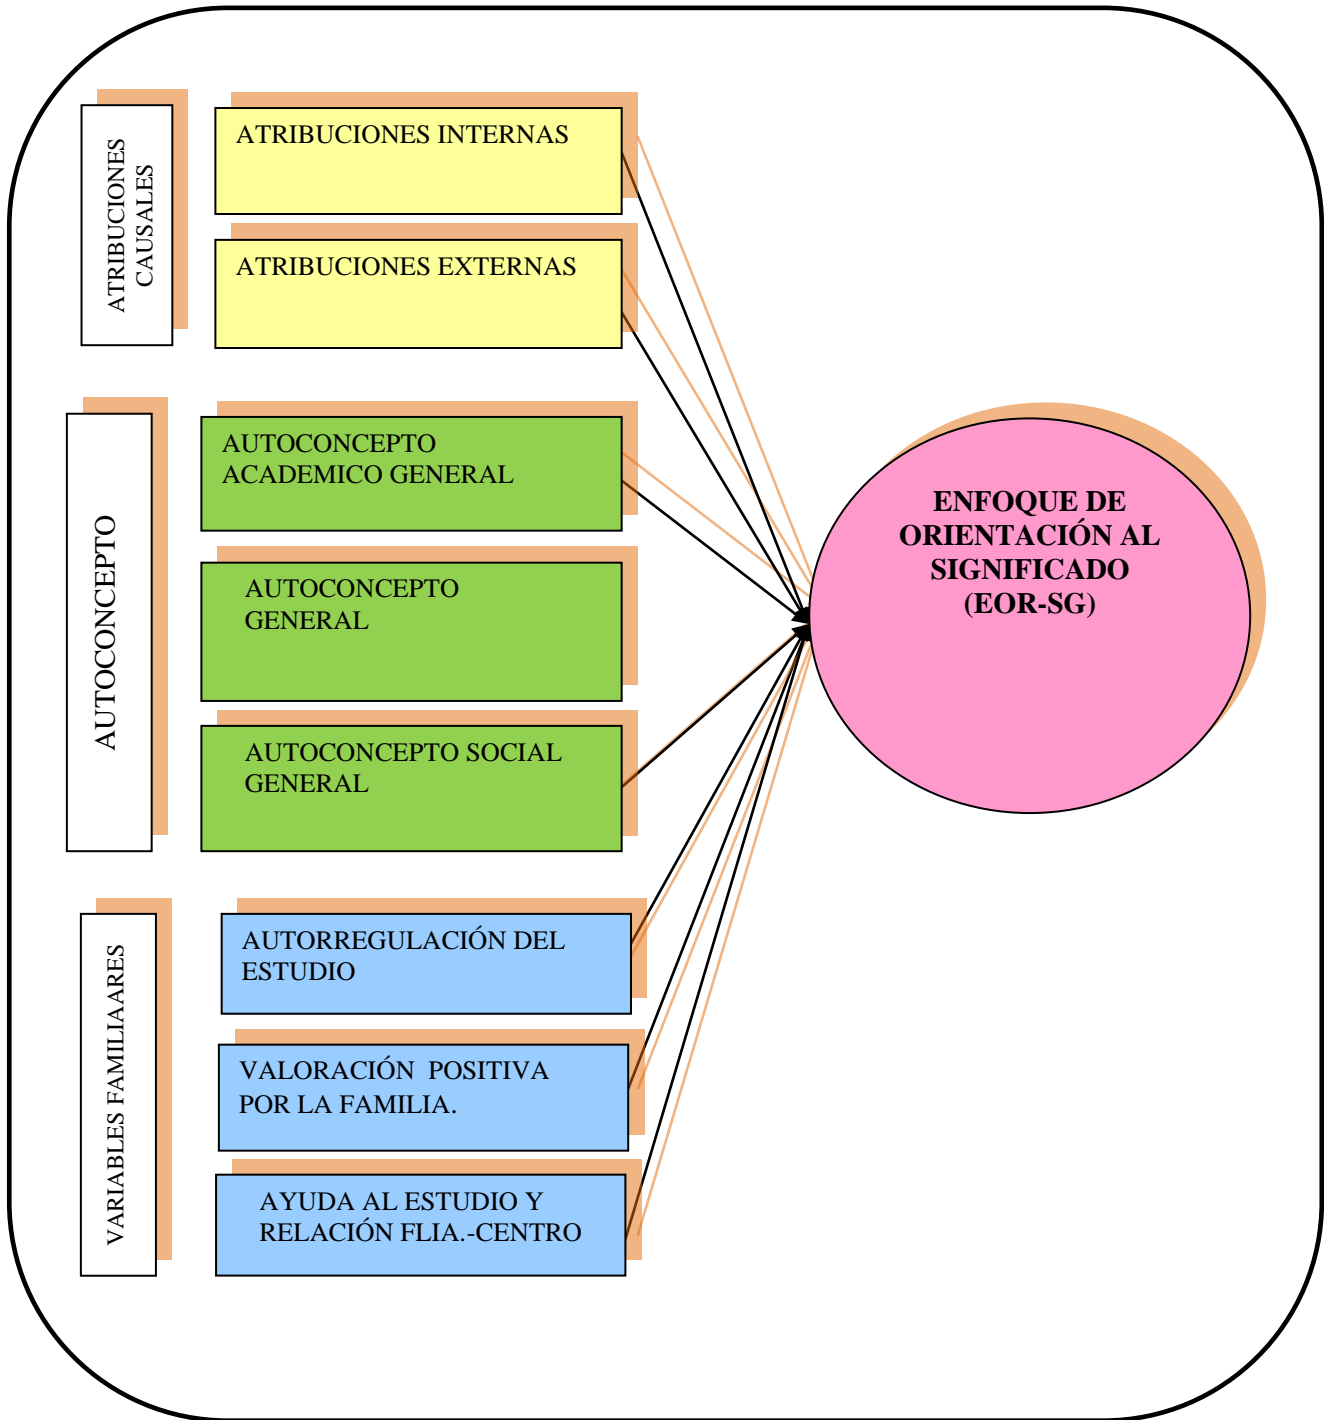 ATRIBUCIONES
CAUSALES
ATRIBUCIONES INTERNAS
ATRIBUCIONES EXTERNAS
AUTOCONCEPTO
AUTOCONCEPTO
ACADEMICO GENERAL
AUTOCONCEPTO
GENERAL
AUTOCONCEPTO SOCIAL
GENERAL
VARIABLES FAMILIAARES
AUTORREGULACIÓN DEL
ESTUDIO
VALORACIÓN POSITIVA
POR LA FAMILIA.
AYUDA AL ESTUDIO Y
RELACIÓN FLIA.-CENTRO
ENFOQUE DE
ORIENTACIÓN AL
SIGNIFICADO
(EOR-SG)